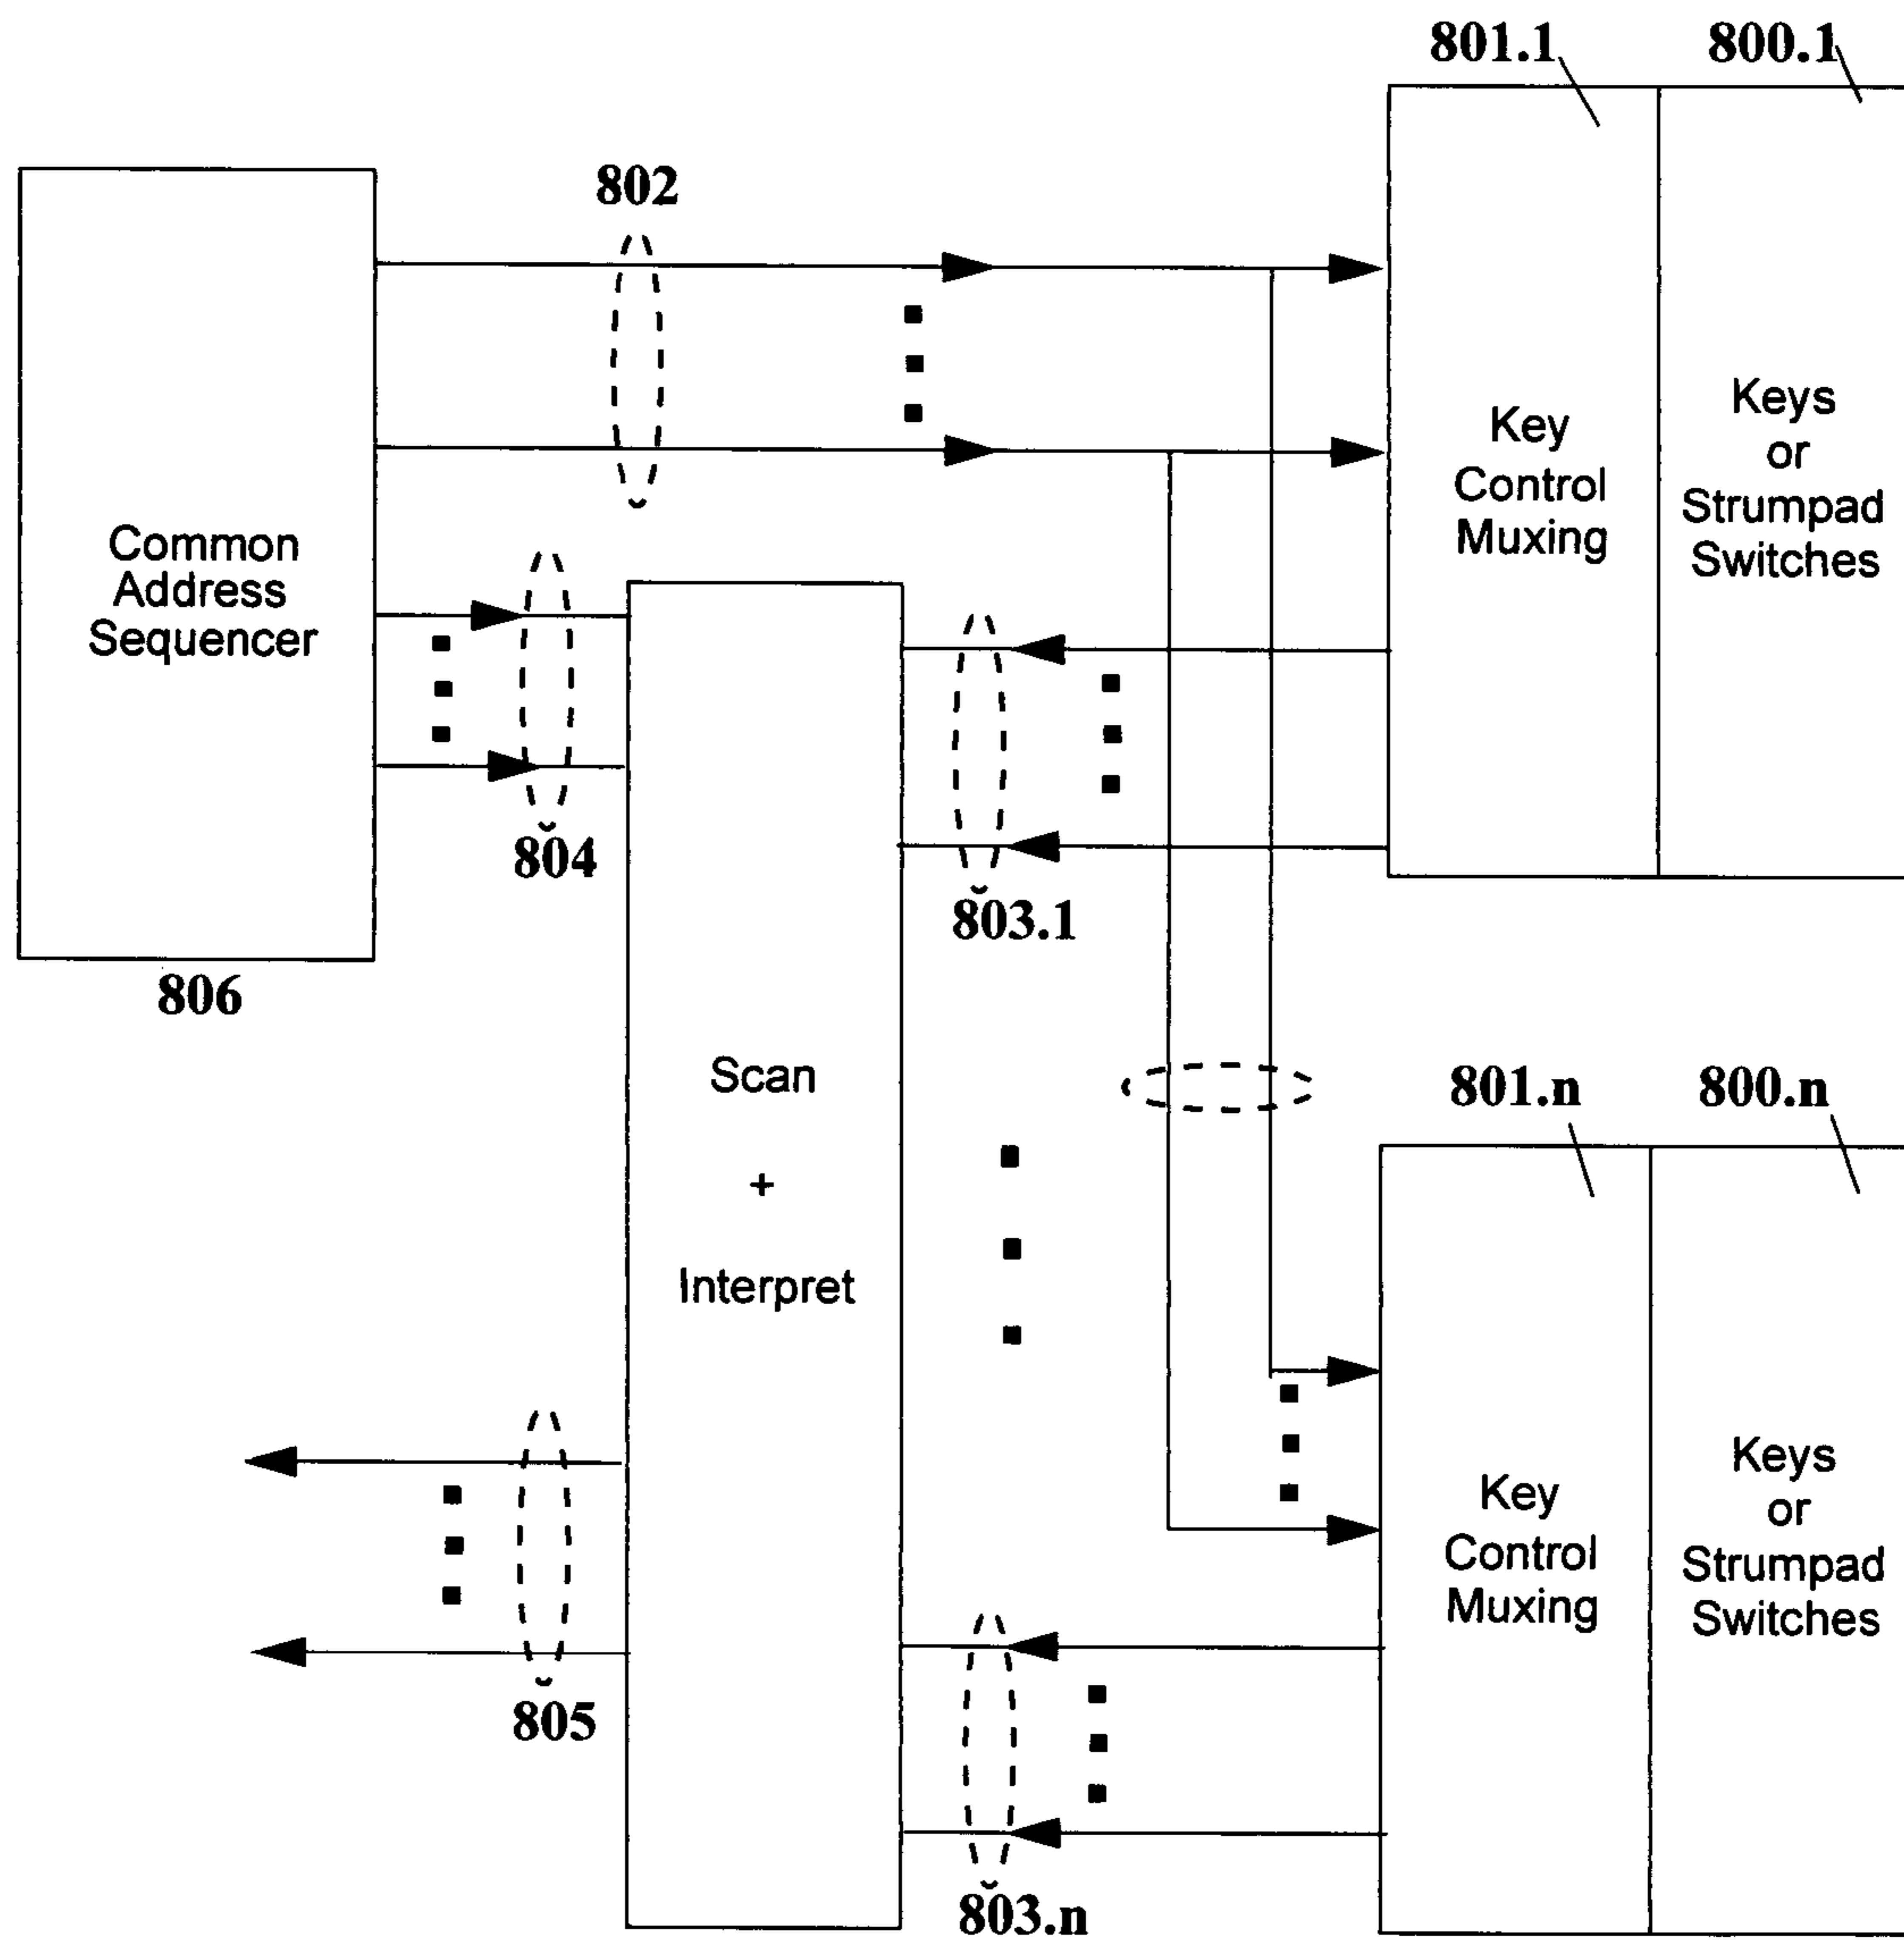 801.1
800.1
802
Key
Control
Muxing
Keys
or
Strumpad
Switches
Common
Address
Sequencer
804
803.1
806
Scan
+
Interpret
801.n
800.n
Key
Control
Muxing
Keys
or
Strumpad
Switches
805
803.n